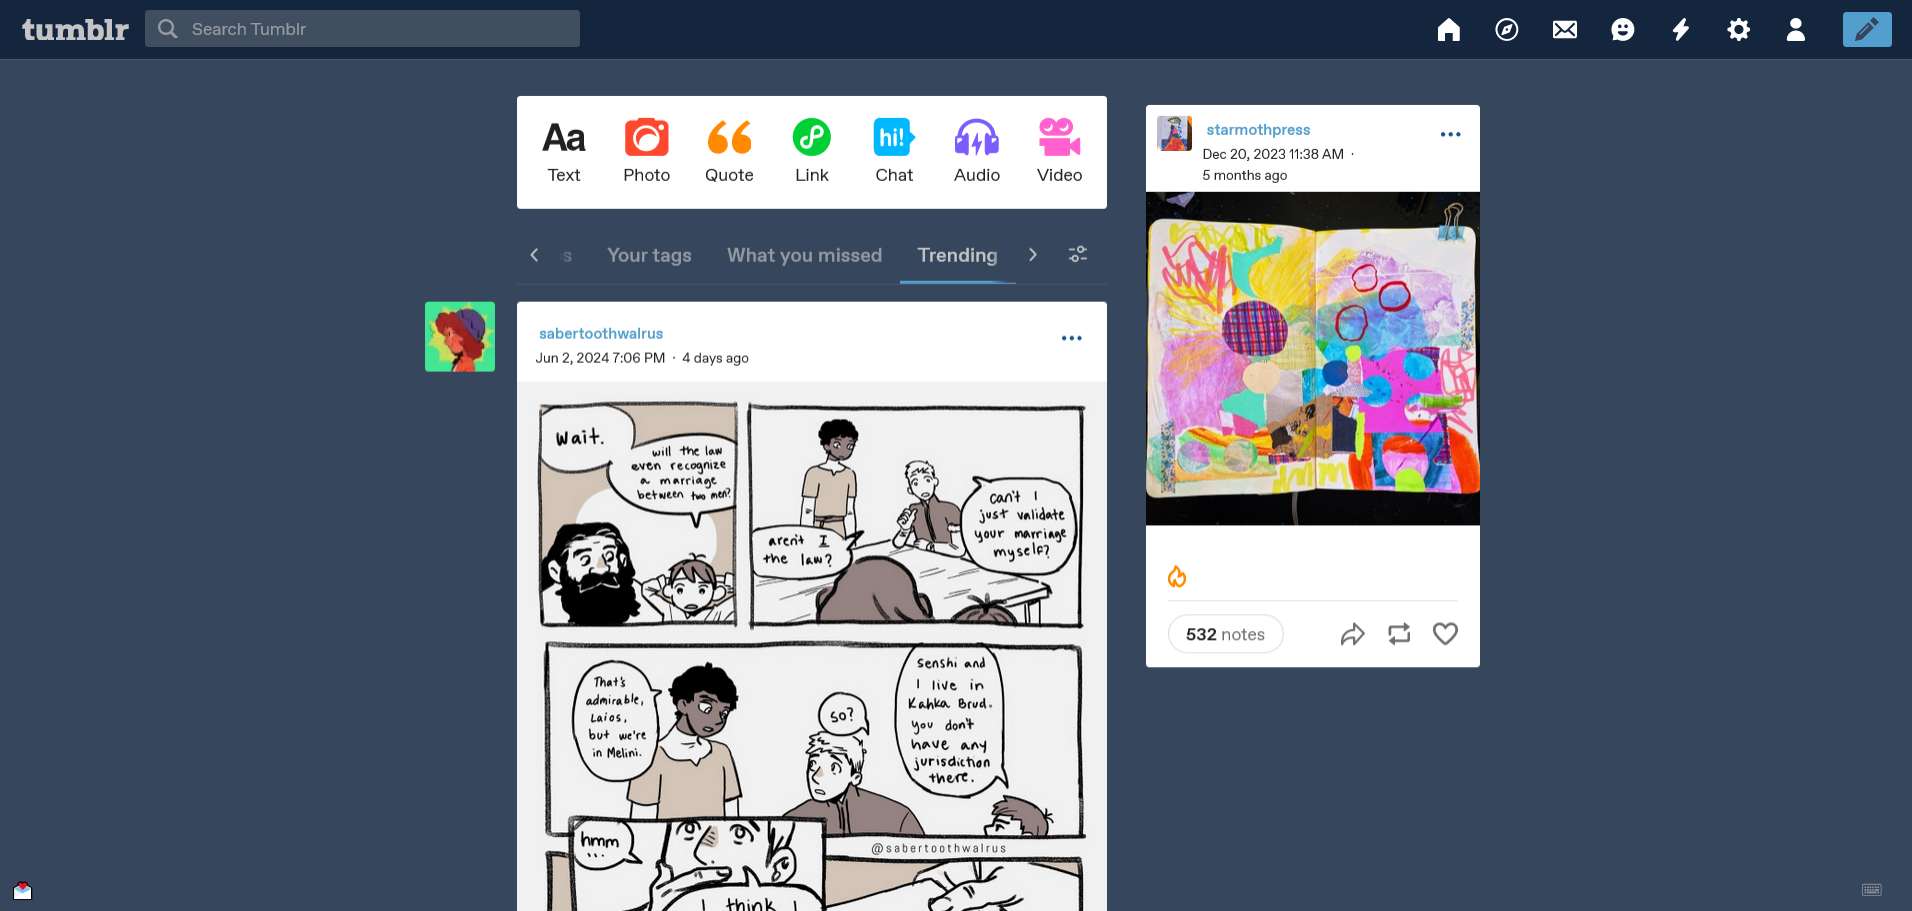 tumblr
Search Tumblr
Aa
hi!
Text
Photo
Quote
Link
Chat
Audio
Video
s
Your tags
What you missed
Trending
sabertoothwalrus
Jun 2, 2024 7:06 PM · 4 days ago
wait.
will the law
even recognize
a marriage
between two men?
aren't I
the law?
can't I
just validate
your marriage
myself?
That's
admirable,
Laios,
but we're
in Melini.
so?
Senshi and
I live in
Kahka Brud.
you don't
have any
jurisdiction
there.
@sabertoothwalrus
hmm
...
I think I
starmothpress
Dec 20, 2023 11:38 AM ·
5 months ago
532 notes